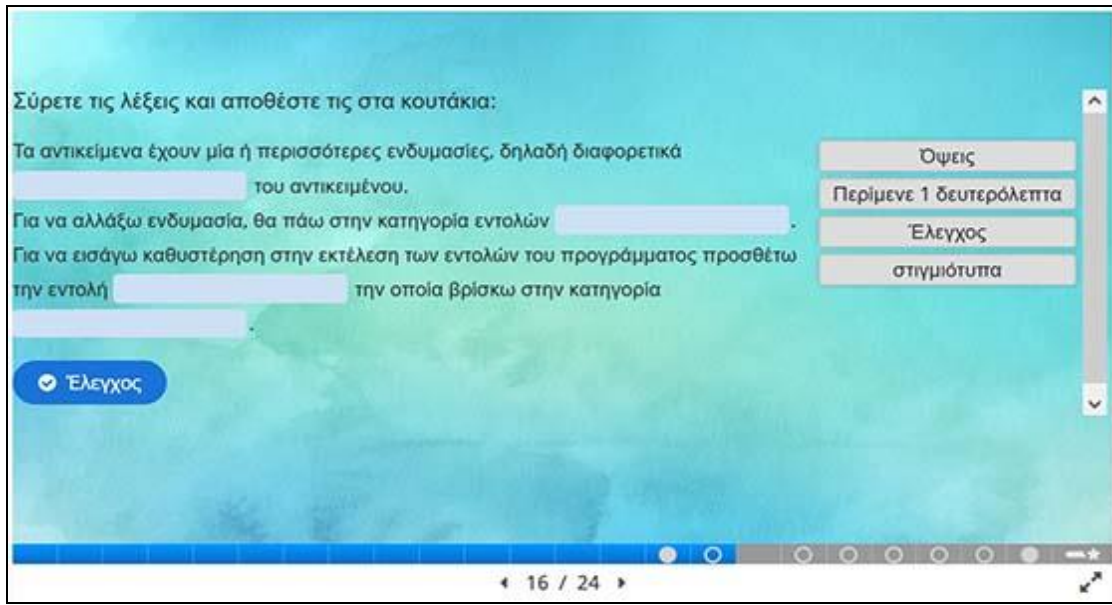 Σύρετε τις λέξεις και αποθέστε τις στα κουτάκια:
Τα αντικείμενα έχουν μία ή περισσότερες ενδυμασίες, δηλαδή διαφορετικά
του αντικειμένου.
Για να αλλάξω ενδυμασία, θα πάω στην κατηγορία εντολών .
Για να εισάγω καθυστέρηση στην εκτέλεση των εντολών του προγράμματος προσθέτω
την εντολή την οποία βρίσκω στην κατηγορία
.
Όψεις
Περίμενε 1 δευτερόλεπτα
Έλεγχος
στιγμιότυπα
Έλεγχος
16 / 24